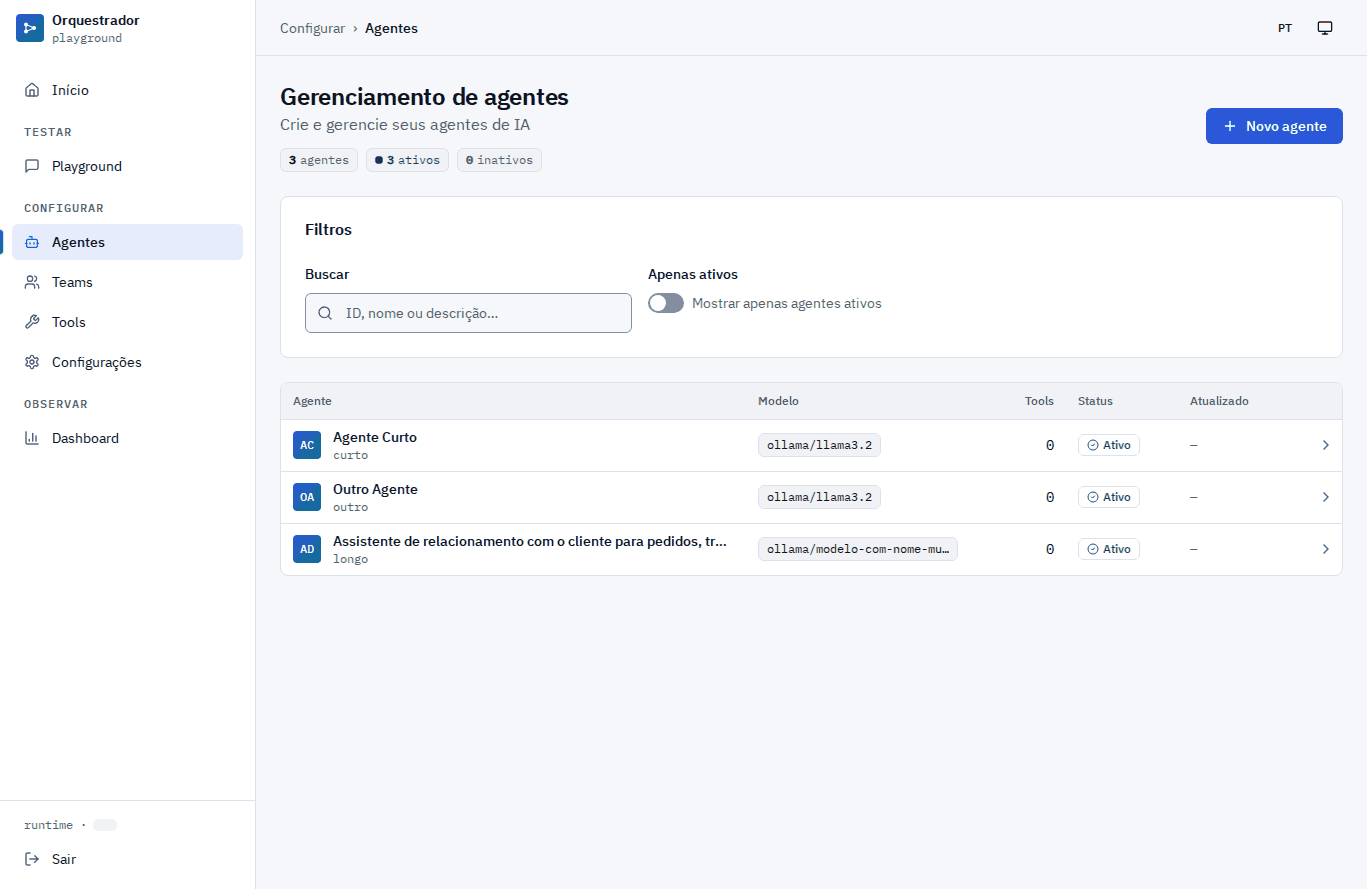 Orquestrador
playground
Início
TESTAR
Playground
CONFIGURAR
Agentes
Teams
Tools
Configurações
OBSERVAR
Dashboard
runtime ·
Sair
Configurar › Agentes
PT
Gerenciamento de agentes
Crie e gerencie seus agentes de IA
3 agentes
3 ativos
0 inativos
Novo agente
Filtros
Buscar
ID, nome ou descrição...
Apenas ativos
Mostrar apenas agentes ativos
Agente Modelo Tools Status Atualizado
AC Agente Curto ollama/llama3.2 0 Ativo —
curto
OA Outro Agente ollama/llama3.2 0 Ativo —
outro
AD Assistente de relacionamento com o cliente para pedidos, tr... ollama/modelo-com-nome-mu… 0 Ativo —
longo